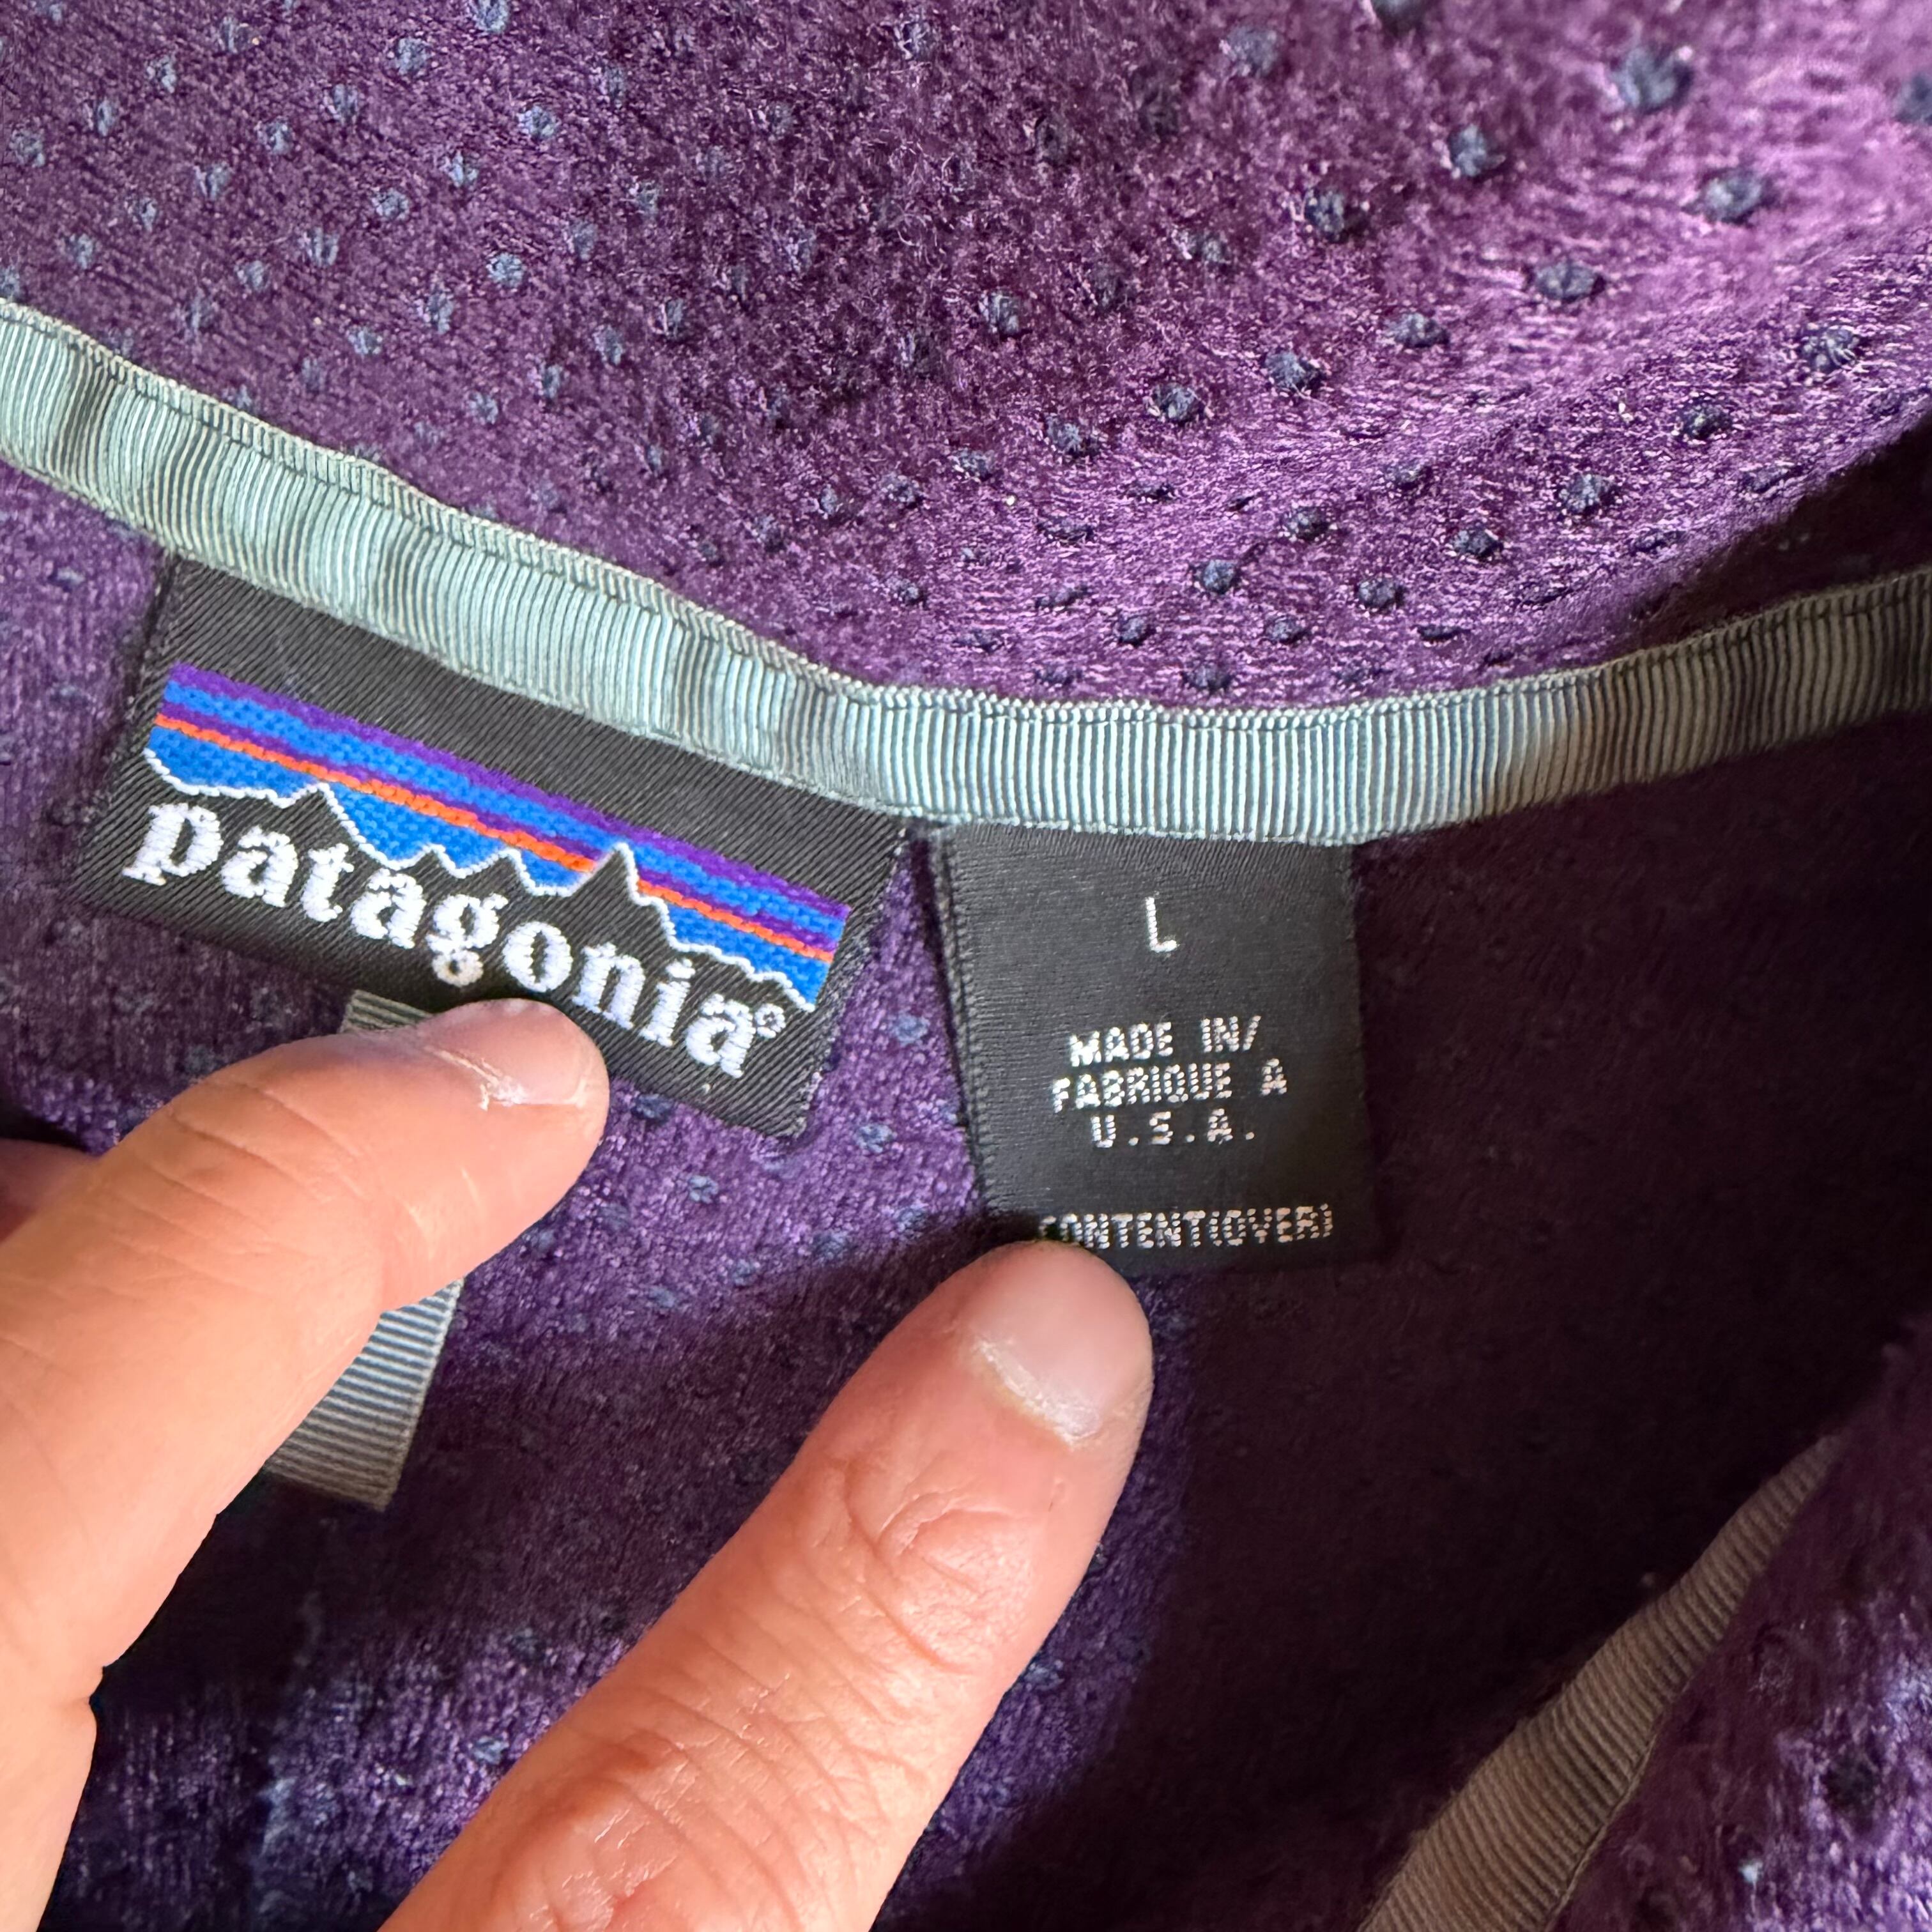 patagonia®
L
MADE IN/
FABRIQUE A
U.S.A.
CONTENT(OVER)